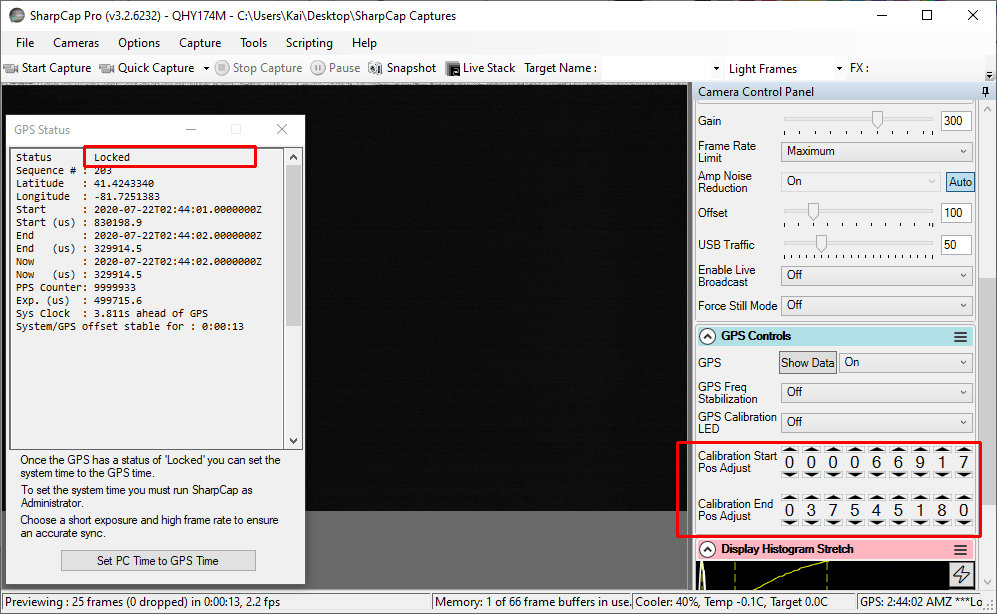 SharpCap Pro (v3.2.6232) - QHY174M - C:\Users\Kai\Desktop\SharpCap Captures
File Cameras Options Capture Tools Scripting Help
Start Capture Quick Capture Stop Capture Pause Snapshot Live Stack Target Name : Light Frames FX :
GPS Status
Status Locked
Sequence # : 203
Latitude : 41.4243340
Longitude : -81.7251383
Start : 2020-07-22T02:44:01.0000000Z
Start (us) : 830198.9
End : 2020-07-22T02:44:02.0000000Z
End (us) : 329914.5
Now : 2020-07-22T02:44:02.0000000Z
Now (us) : 329914.5
PPS Counter: 9999933
Exp. (us) : 499715.6
Sys Clock : 3.811s ahead of GPS
System/GPS offset stable for : 0:00:13
Once the GPS has a status of 'Locked' you can set the
system time to the GPS time.
To set the system time you must run SharpCap as
Administrator.
Choose a short exposure and high frame rate to ensure
an accurate sync.
Set PC Time to GPS Time
Camera Control Panel
Gain 300
Frame Rate
Limit Maximum
Amp Noise
Reduction On Auto
Offset 100
USB Traffic 50
Enable Live
Broadcast Off
Force Still Mode Off
GPS Controls
GPS Show Data On
GPS Freq
Stabilization Off
GPS Calibration
LED Off
Calibration Start
Pos Adjust 0 0 0 0 6 6 9 1 7
Calibration End
Pos Adjust 0 3 7 5 4 5 1 8 0
Display Histogram Stretch
Previewing : 25 frames (0 dropped) in 0:00:13, 2.2 fps Memory: 1 of 66 frame buffers in use. Cooler: 40%, Temp -0.1C, Target 0.0C GPS: 2:44:02 AMZ ***Lo